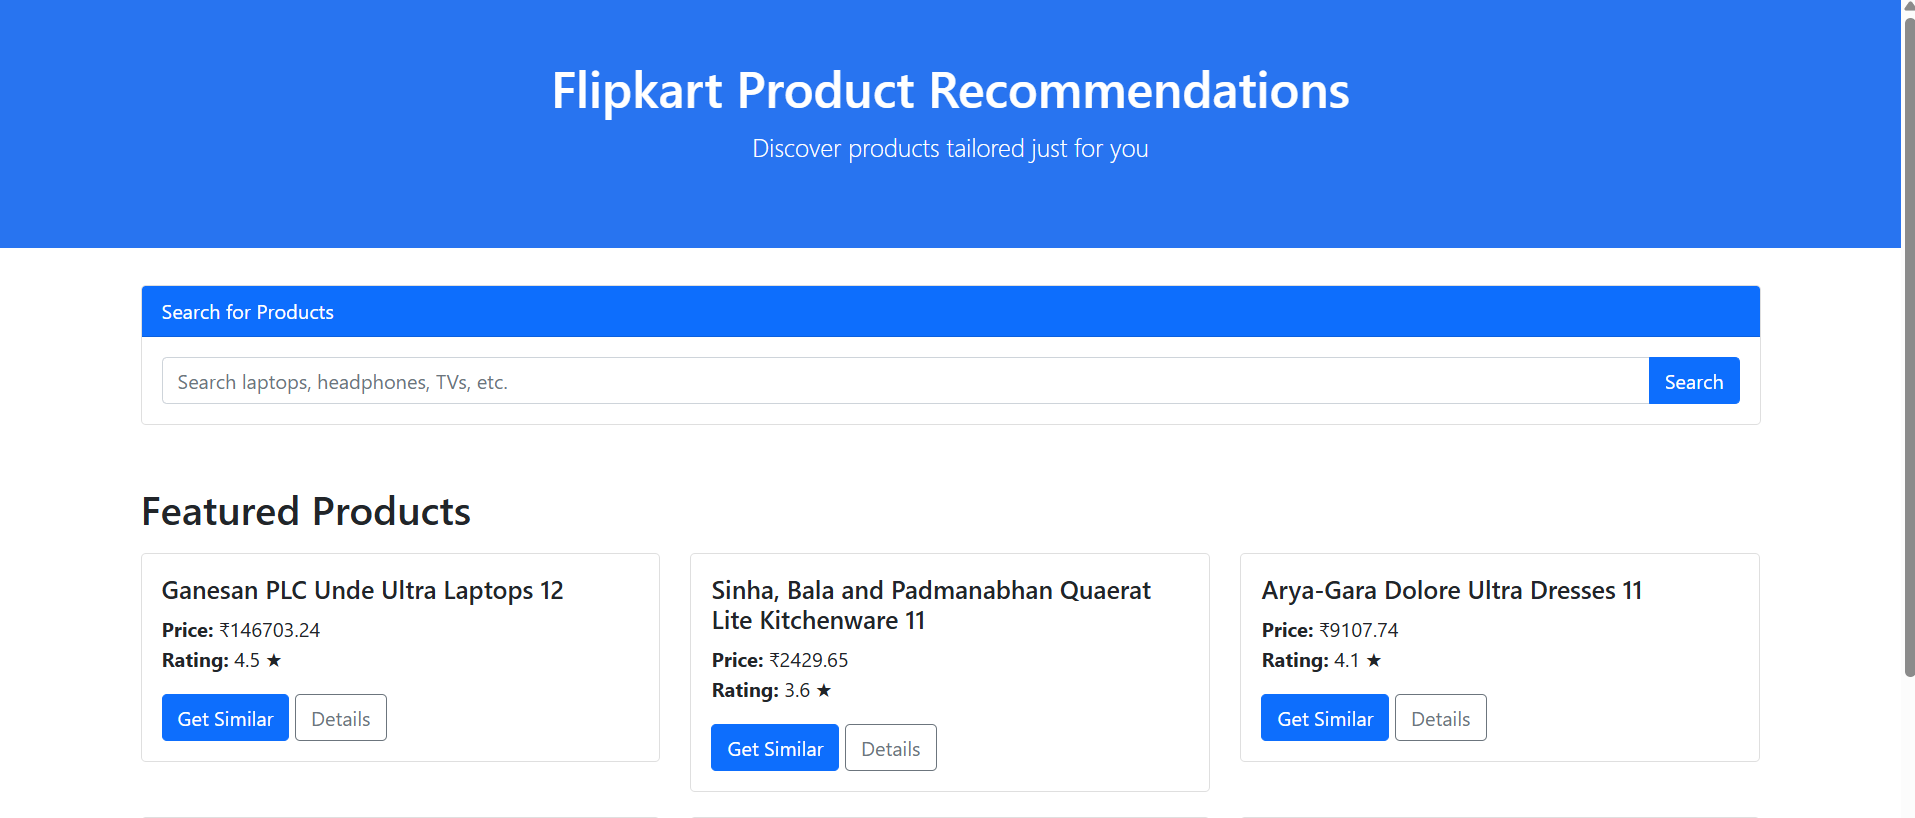 Flipkart Product Recommendations
Discover products tailored just for you
Search for Products
Search laptops, headphones, TVs, etc.
Search
Featured Products
Ganesan PLC Unde Ultra Laptops 12
Price: ₹146703.24
Rating: 4.5 ★
Get Similar
Details
Sinha, Bala and Padmanabhan Quaerat
Lite Kitchenware 11
Price: ₹2429.65
Rating: 3.6 ★
Get Similar
Details
Arya-Gara Dolore Ultra Dresses 11
Price: ₹9107.74
Rating: 4.1 ★
Get Similar
Details